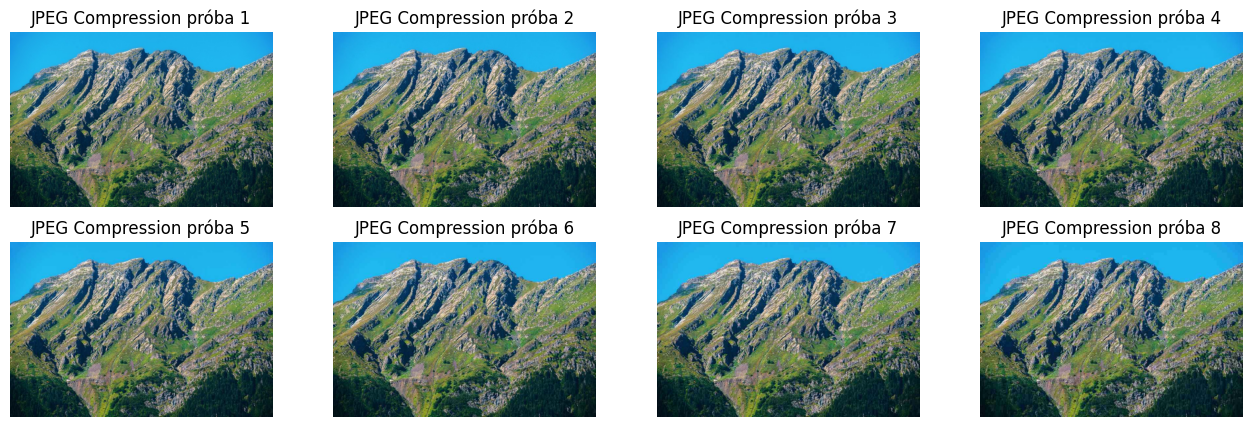 JPEG Compression próba 1
JPEG Compression próba 2
JPEG Compression próba 3
JPEG Compression próba 4
JPEG Compression próba 5
JPEG Compression próba 6
JPEG Compression próba 7
JPEG Compression próba 8